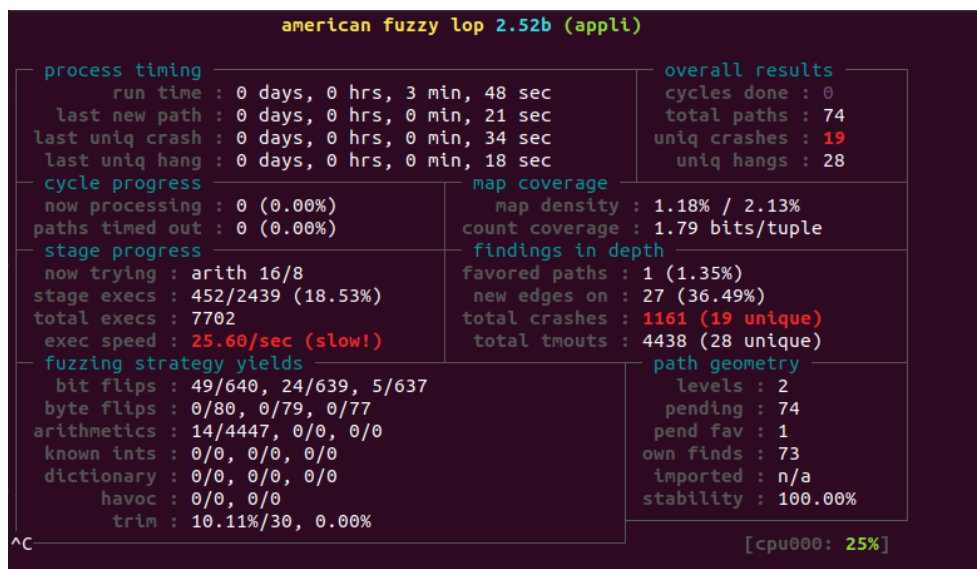 american fuzzy lop 2.52b (appli)
process timing
run time : 0 days, 0 hrs, 3 min, 48 sec
last new path : 0 days, 0 hrs, 0 min, 21 sec
last uniq crash : 0 days, 0 hrs, 0 min, 34 sec
last uniq hang : 0 days, 0 hrs, 0 min, 18 sec
overall results
cycles done : 0
total paths : 74
uniq crashes : 19
uniq hangs : 28
cycle progress
now processing : 0 (0.00%)
paths timed out : 0 (0.00%)
map coverage
map density : 1.18% / 2.13%
count coverage : 1.79 bits/tuple
stage progress
now trying : arith 16/8
stage execs : 452/2439 (18.53%)
total execs : 7702
exec speed : 25.60/sec (slow!)
findings in depth
favored paths : 1 (1.35%)
new edges on : 27 (36.49%)
total crashes : 1161 (19 unique)
total tmouts : 4438 (28 unique)
fuzzing strategy yields
bit flips : 49/640, 24/639, 5/637
byte flips : 0/80, 0/79, 0/77
arithmetics : 14/4447, 0/0, 0/0
known ints : 0/0, 0/0, 0/0
dictionary : 0/0, 0/0, 0/0
havoc : 0/0, 0/0
trim : 10.11%/30, 0.00%
path geometry
levels : 2
pending : 74
pend fav : 1
own finds : 73
imported : n/a
stability : 100.00%
^C
[cpu000: 25%]